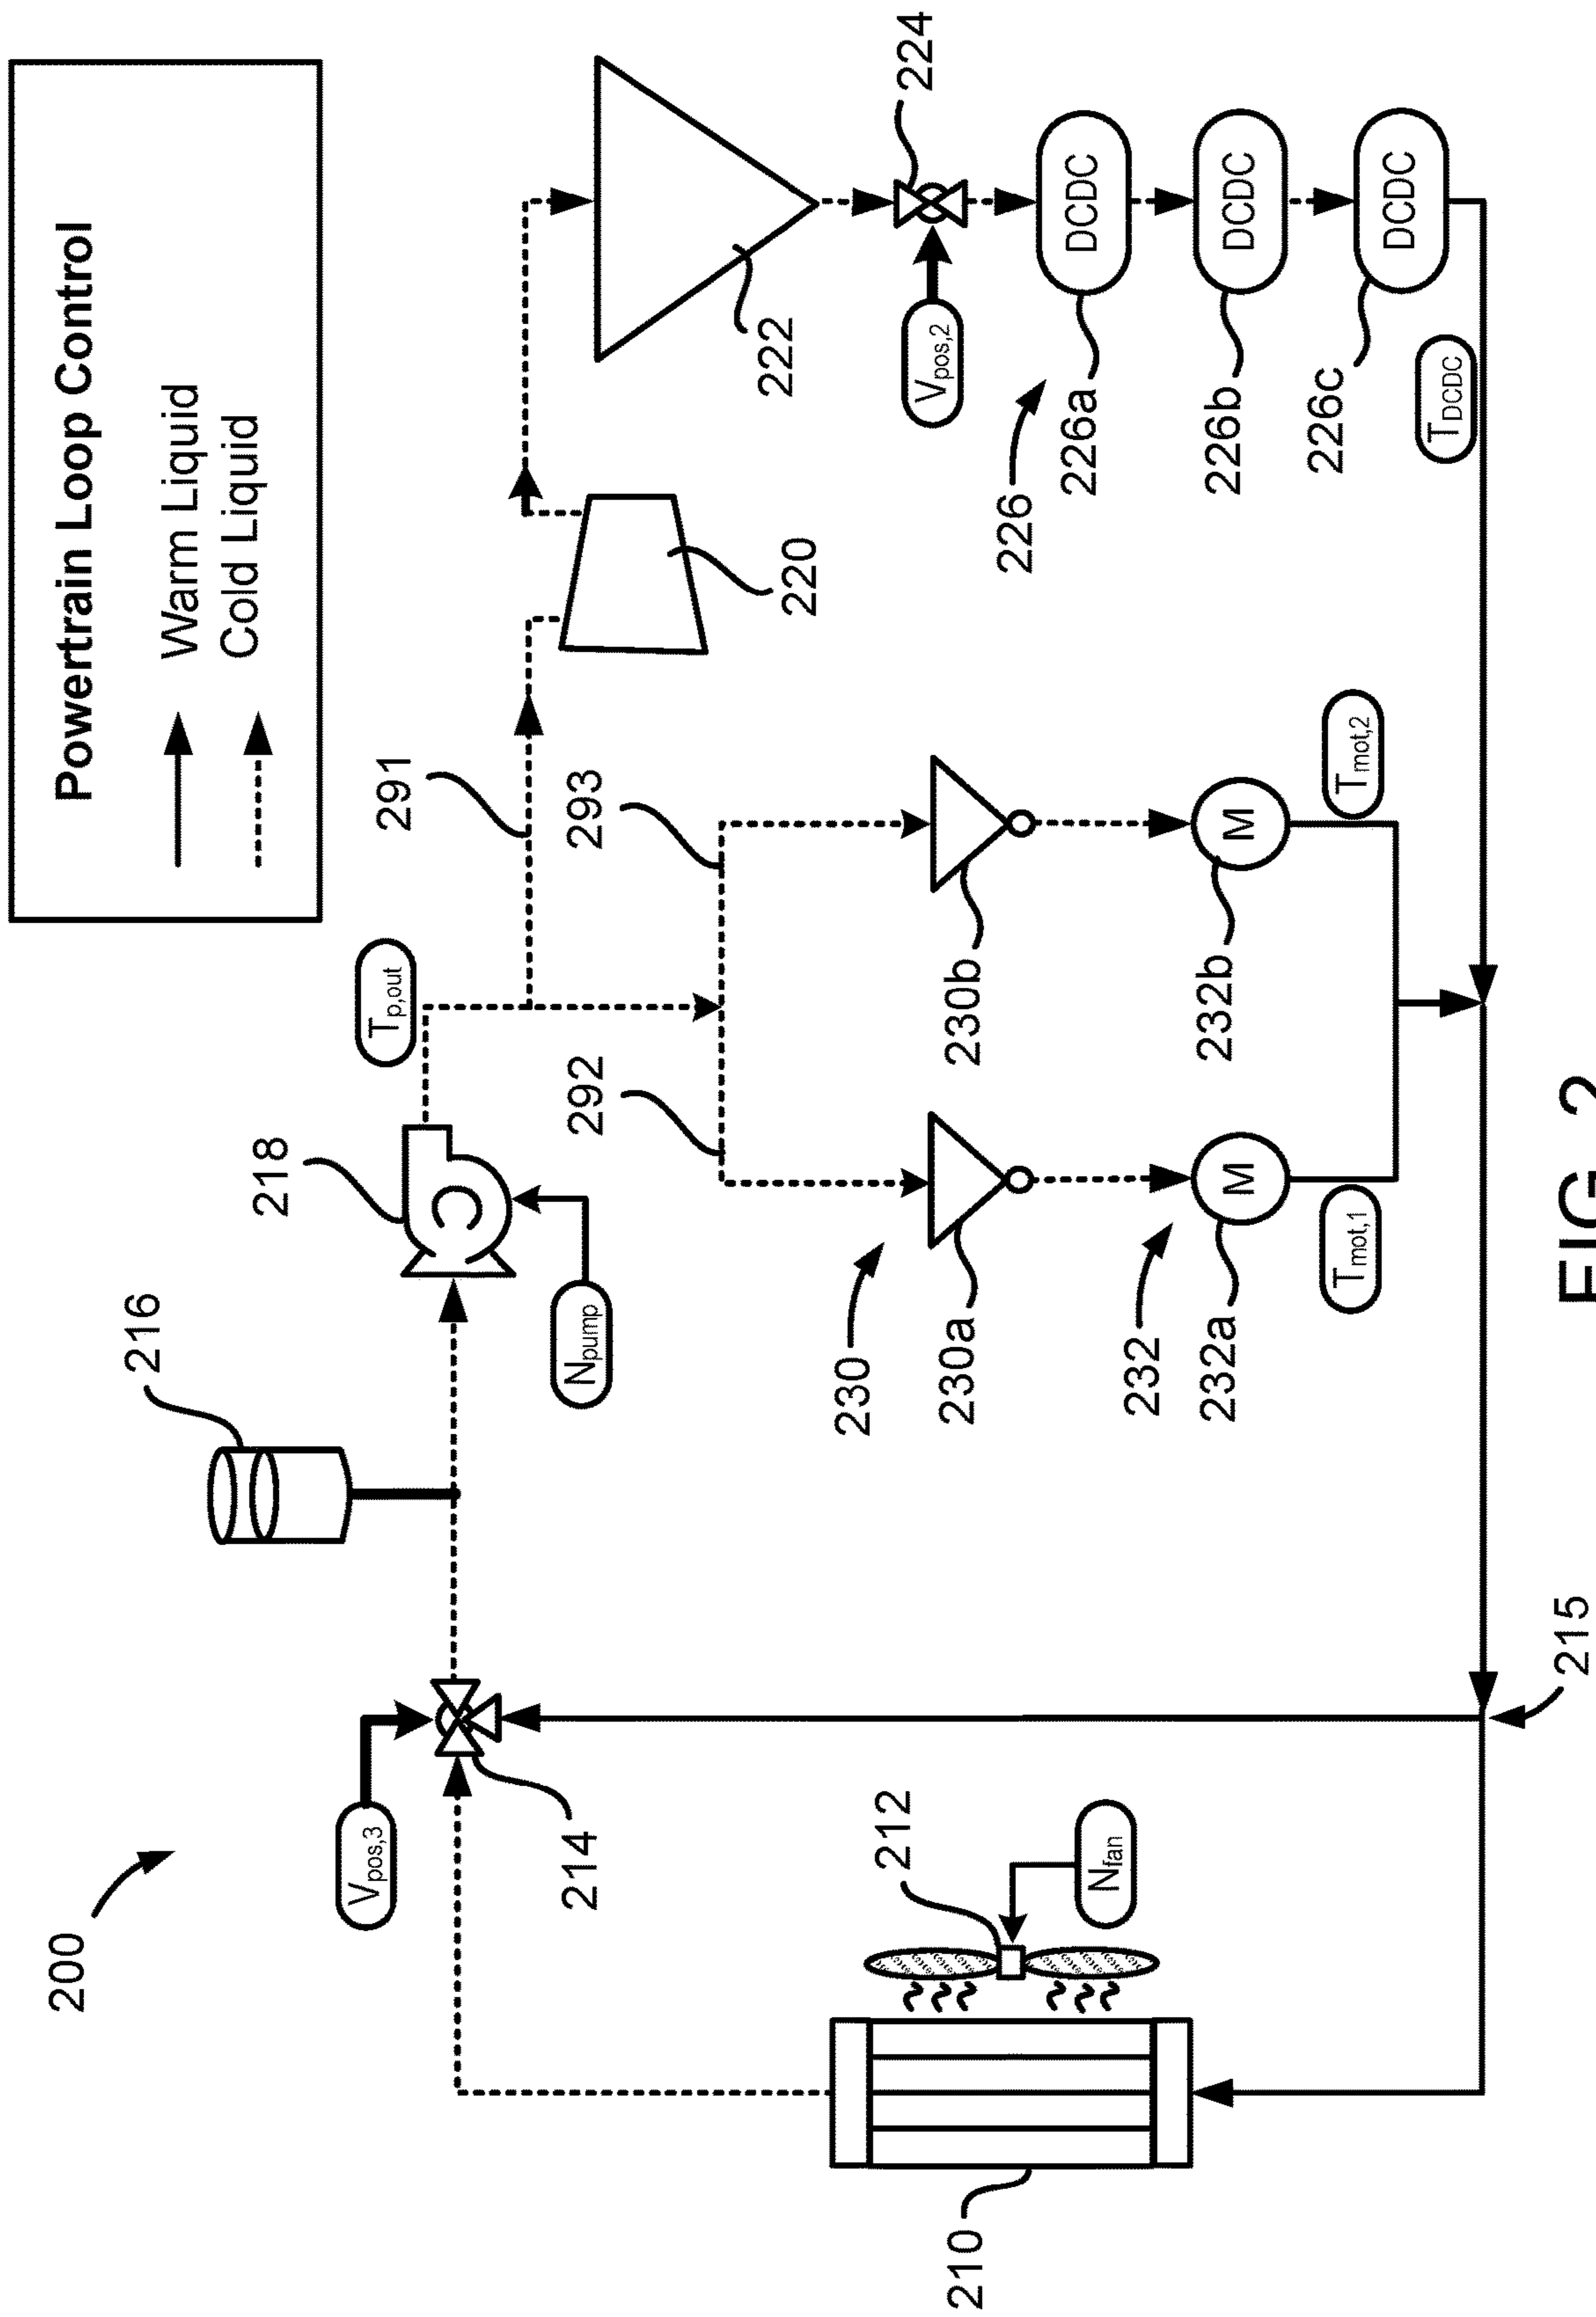 Powertrain Loop Control
Warm Liquid
Cold Liquid
200
216
218
T_p,out
291
V_pos,3
214
N_pump
292
293
220
222
224
V_pos,2
212
N_fan
210
230
230a
230b
226
226a
DCDC
226b
DCDC
226c
DCDC
232
232a
M
232b
M
T_mot,1
T_mot,2
T_DCDC
215
FIG. 2